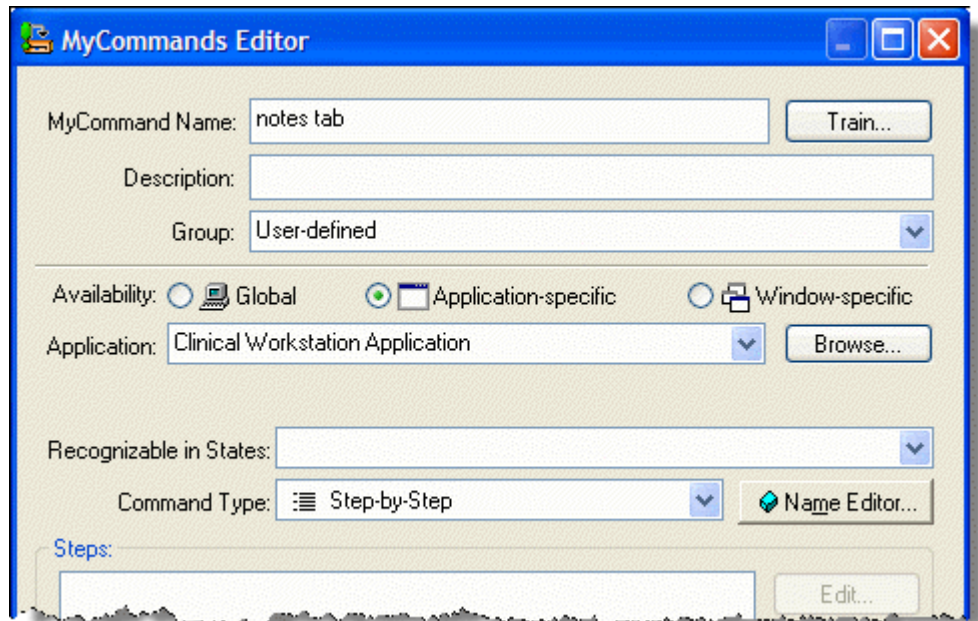 MyCommands Editor
MyCommand Name: notes tab Train...
Description:
Group: User-defined
Availability: Global Application-specific Window-specific
Application: Clinical Workstation Application Browse...
Recognizable in States:
Command Type: Step-by-Step Name Editor...
Steps:
Edit...